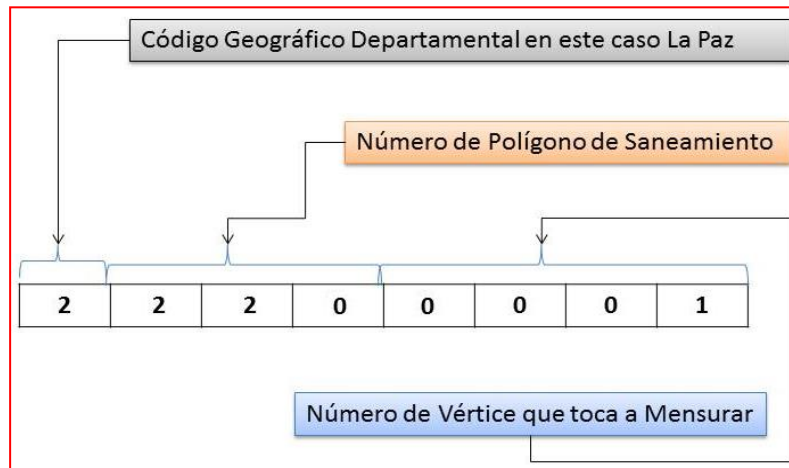 Código Geográfico Departamental en este caso La Paz
Número de Polígono de Saneamiento
2 2 2 0 0 0 0 1
Número de Vértice que toca a Mensurar